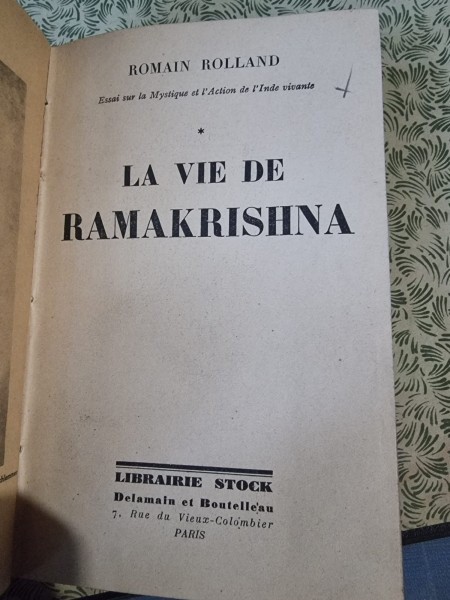 ROMAIN ROLLAND
Essai sur la Mystique et l'Action de l'Inde vivante
*
LA VIE DE
RAMAKRISHNA
LIBRAIRIE STOCK
Delamain et Boutelleau
7, Rue du Vieux-Colombier
PARIS